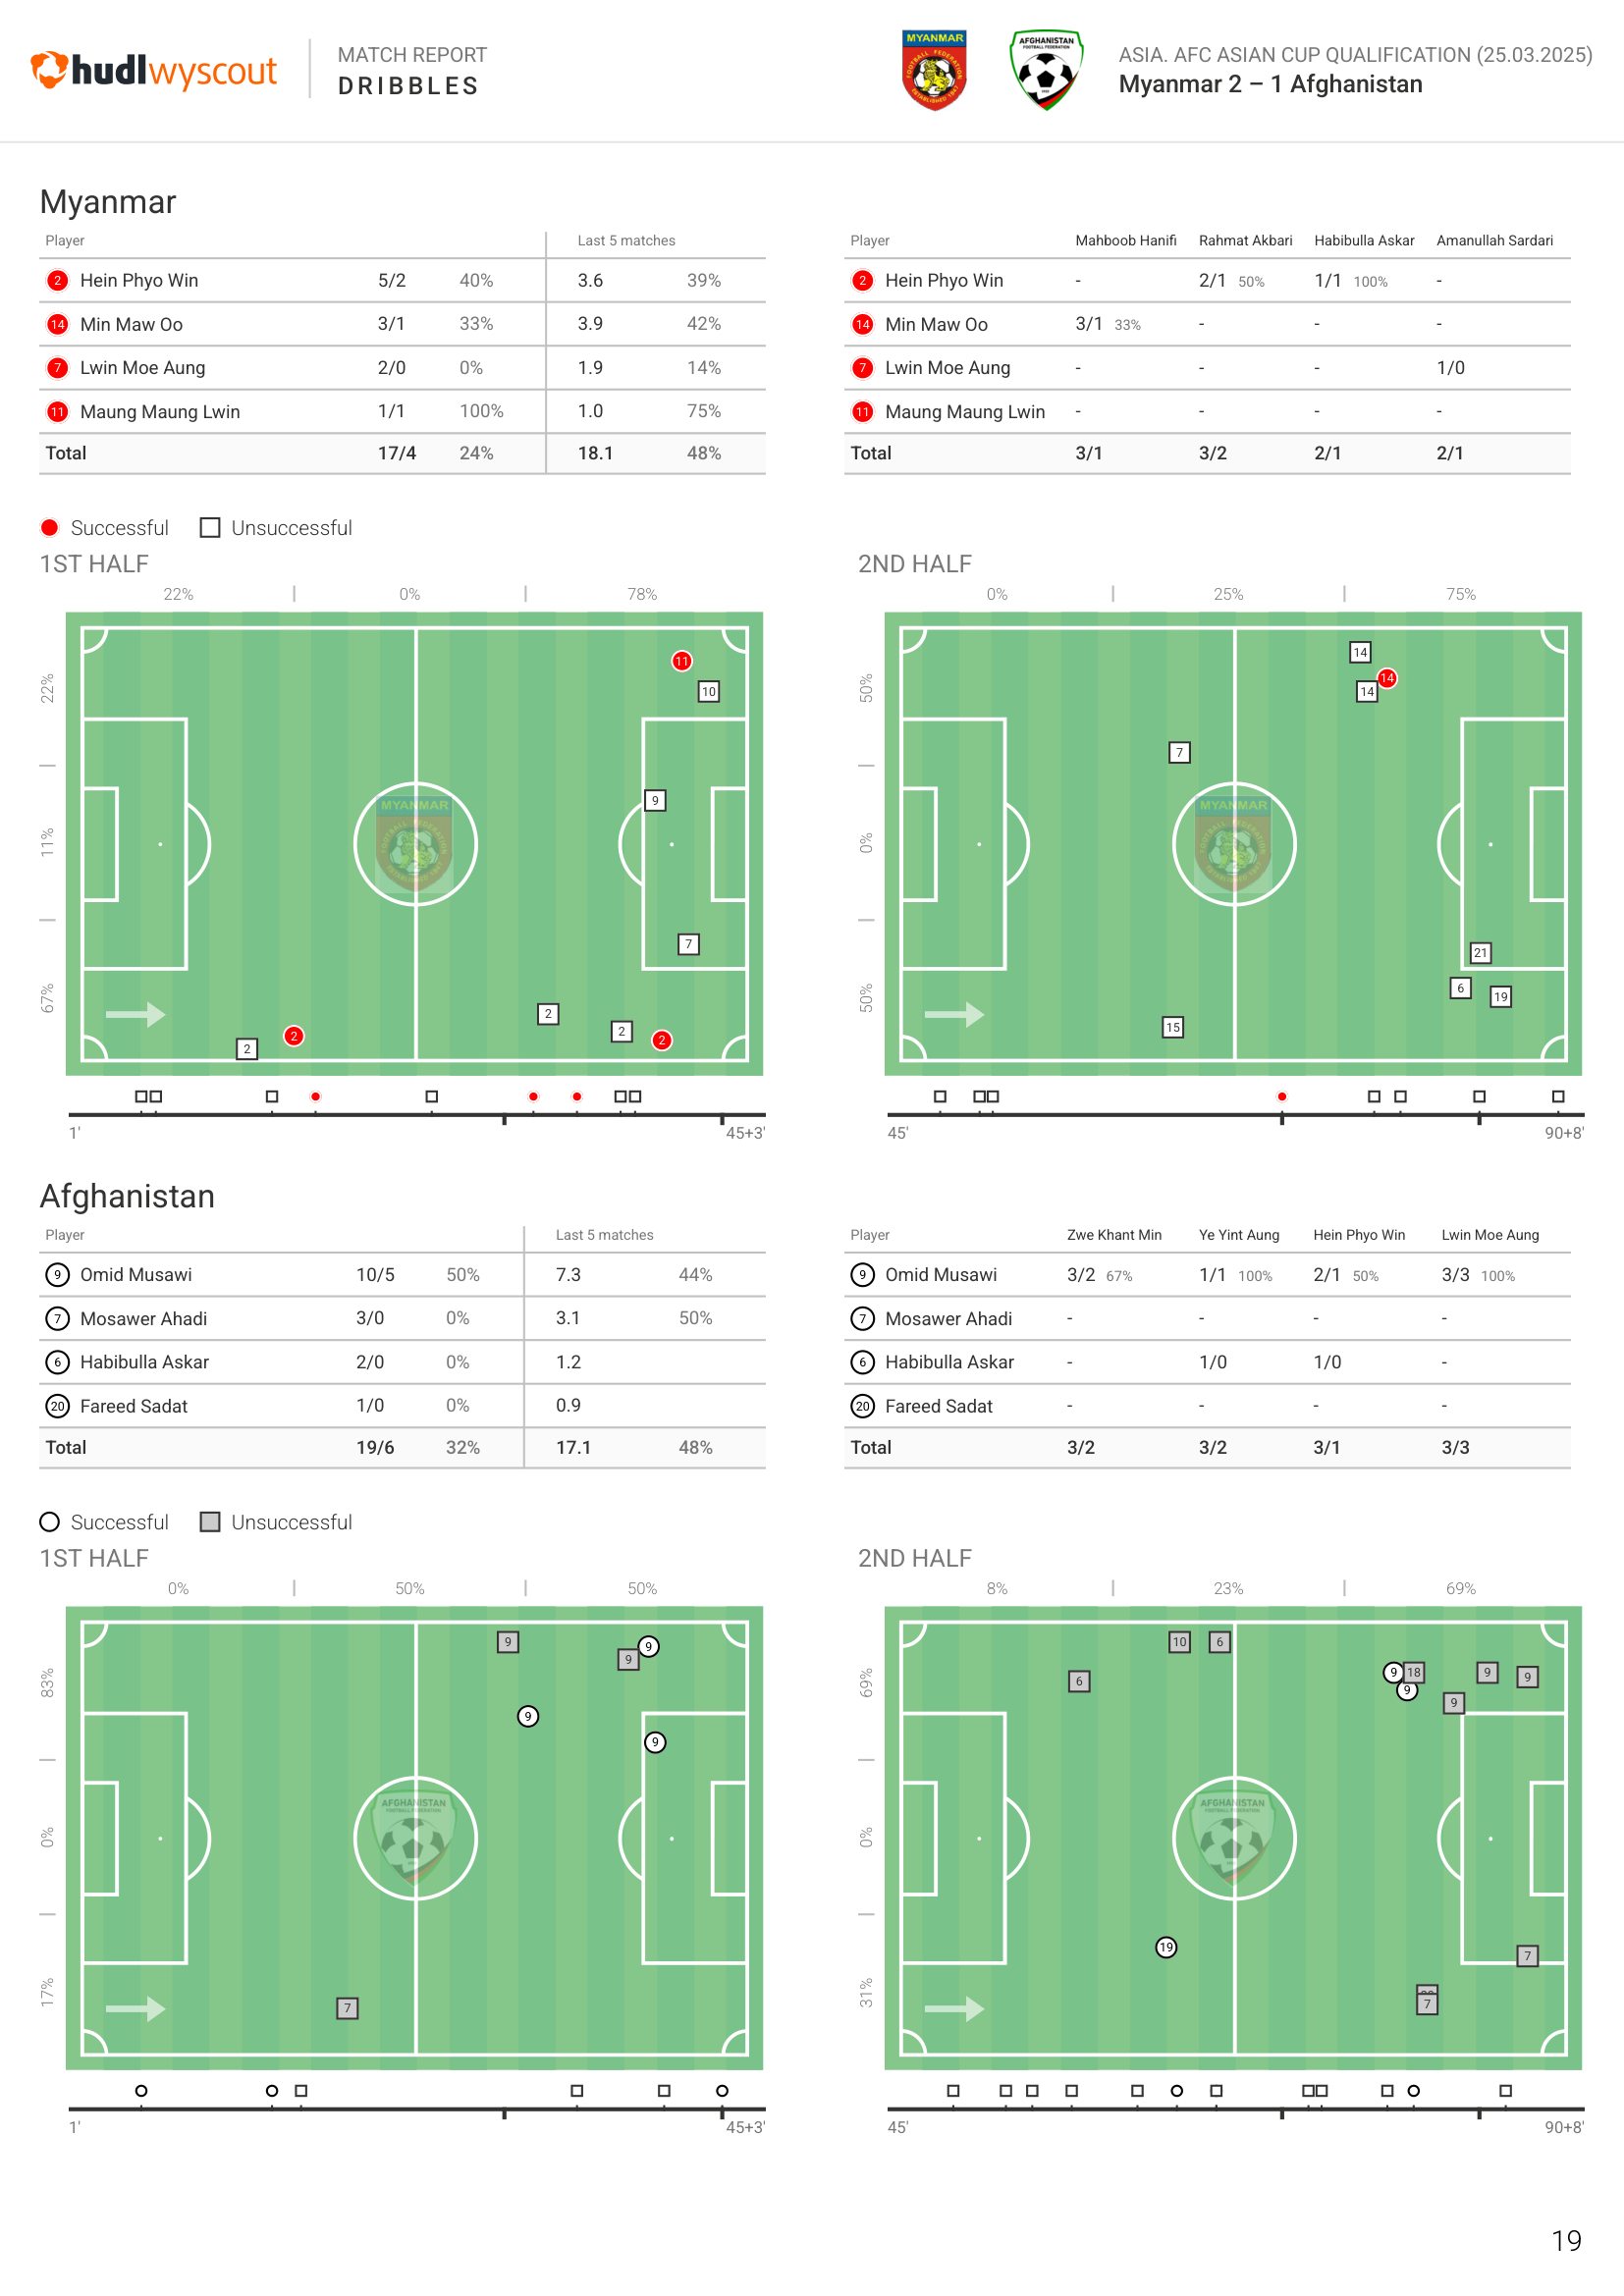 hudl wyscout
MATCH REPORT
DRIBBLES
MYANMAR
FOOTBALL FEDERATION
ESTABLISHED 1947
AFGHANISTAN
FOOTBALL FEDERATION
ASIA. AFC ASIAN CUP QUALIFICATION (25.03.2025)
Myanmar 2 – 1 Afghanistan
Myanmar
Player Last 5 matches
2 Hein Phyo Win 5/2 40% 3.6 39%
14 Min Maw Oo 3/1 33% 3.9 42%
7 Lwin Moe Aung 2/0 0% 1.9 14%
11 Maung Maung Lwin 1/1 100% 1.0 75%
Total 17/4 24% 18.1 48%
Player Mahboob Hanifi Rahmat Akbari Habibulla Askar Amanullah Sardari
2 Hein Phyo Win - 2/1 50% 1/1 100% -
14 Min Maw Oo 3/1 33% - - -
7 Lwin Moe Aung - - - 1/0
11 Maung Maung Lwin - - - -
Total 3/1 3/2 2/1 2/1
Successful Unsuccessful
1ST HALF
22% | 0% | 78%
22%
11%
67%
11
10
9
7
2
2
2
2
2
MYANMAR
1' 45+3'
2ND HALF
0% | 25% | 75%
50%
0%
50%
14
14
14
7
21
6
19
15
MYANMAR
45' 90+8'
Afghanistan
Player Last 5 matches
9 Omid Musawi 10/5 50% 7.3 44%
7 Mosawer Ahadi 3/0 0% 3.1 50%
6 Habibulla Askar 2/0 0% 1.2
20 Fareed Sadat 1/0 0% 0.9
Total 19/6 32% 17.1 48%
Player Zwe Khant Min Ye Yint Aung Hein Phyo Win Lwin Moe Aung
9 Omid Musawi 3/2 67% 1/1 100% 2/1 50% 3/3 100%
7 Mosawer Ahadi - - - -
6 Habibulla Askar - 1/0 1/0 -
20 Fareed Sadat - - - -
Total 3/2 3/2 3/1 3/3
Successful Unsuccessful
1ST HALF
0% | 50% | 50%
83%
0%
17%
9
9
9
9
9
7
AFGHANISTAN
FOOTBALL FEDERATION
1' 45+3'
2ND HALF
8% | 23% | 69%
69%
0%
31%
10
6
6
9
18
9
9
9
9
19
7
7
AFGHANISTAN
FOOTBALL FEDERATION
45' 90+8'
19